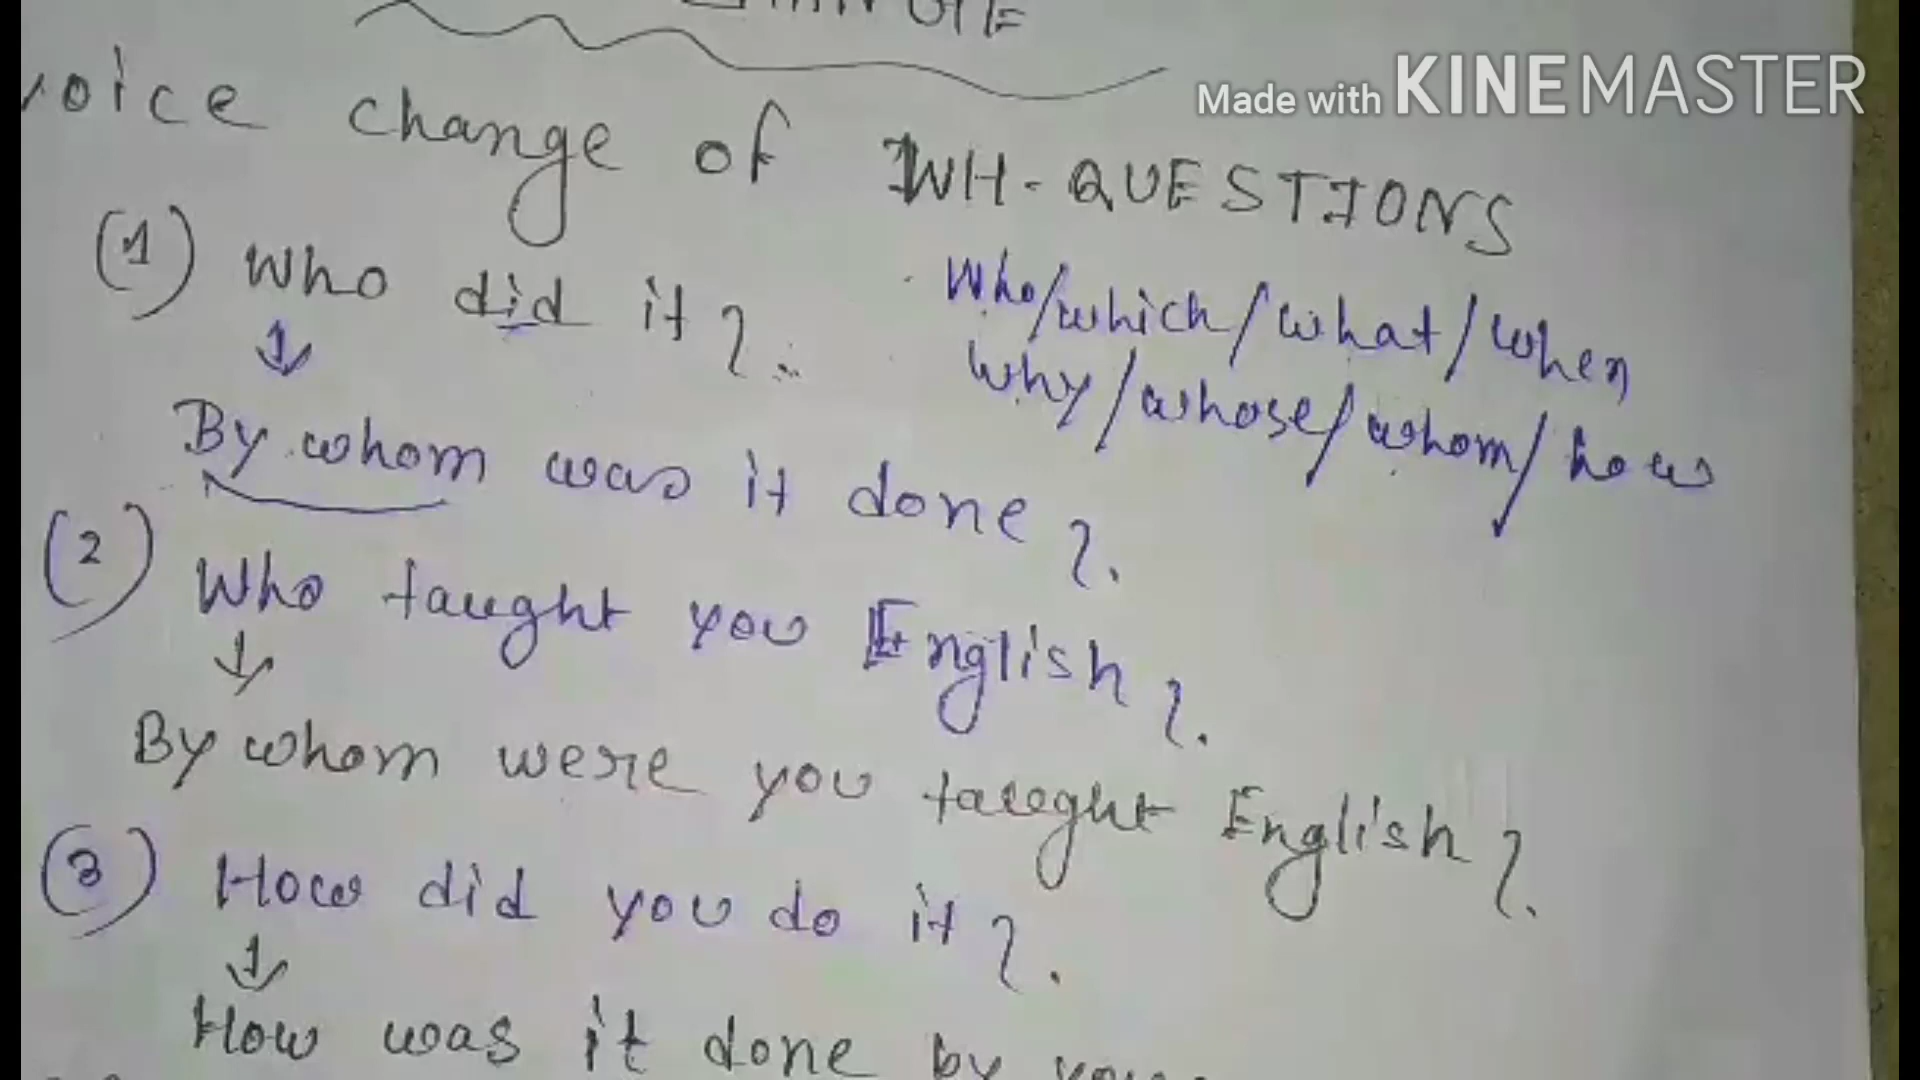 Made with KINEMASTER
voice change of WH-QUESTIONS
(1) Who did it?
Who/which/what/when
why/whose/whom/how
By whom was it done?
(2) Who taught you English?
By whom were you taught English?
(3) How did you do it?
How was it done by you